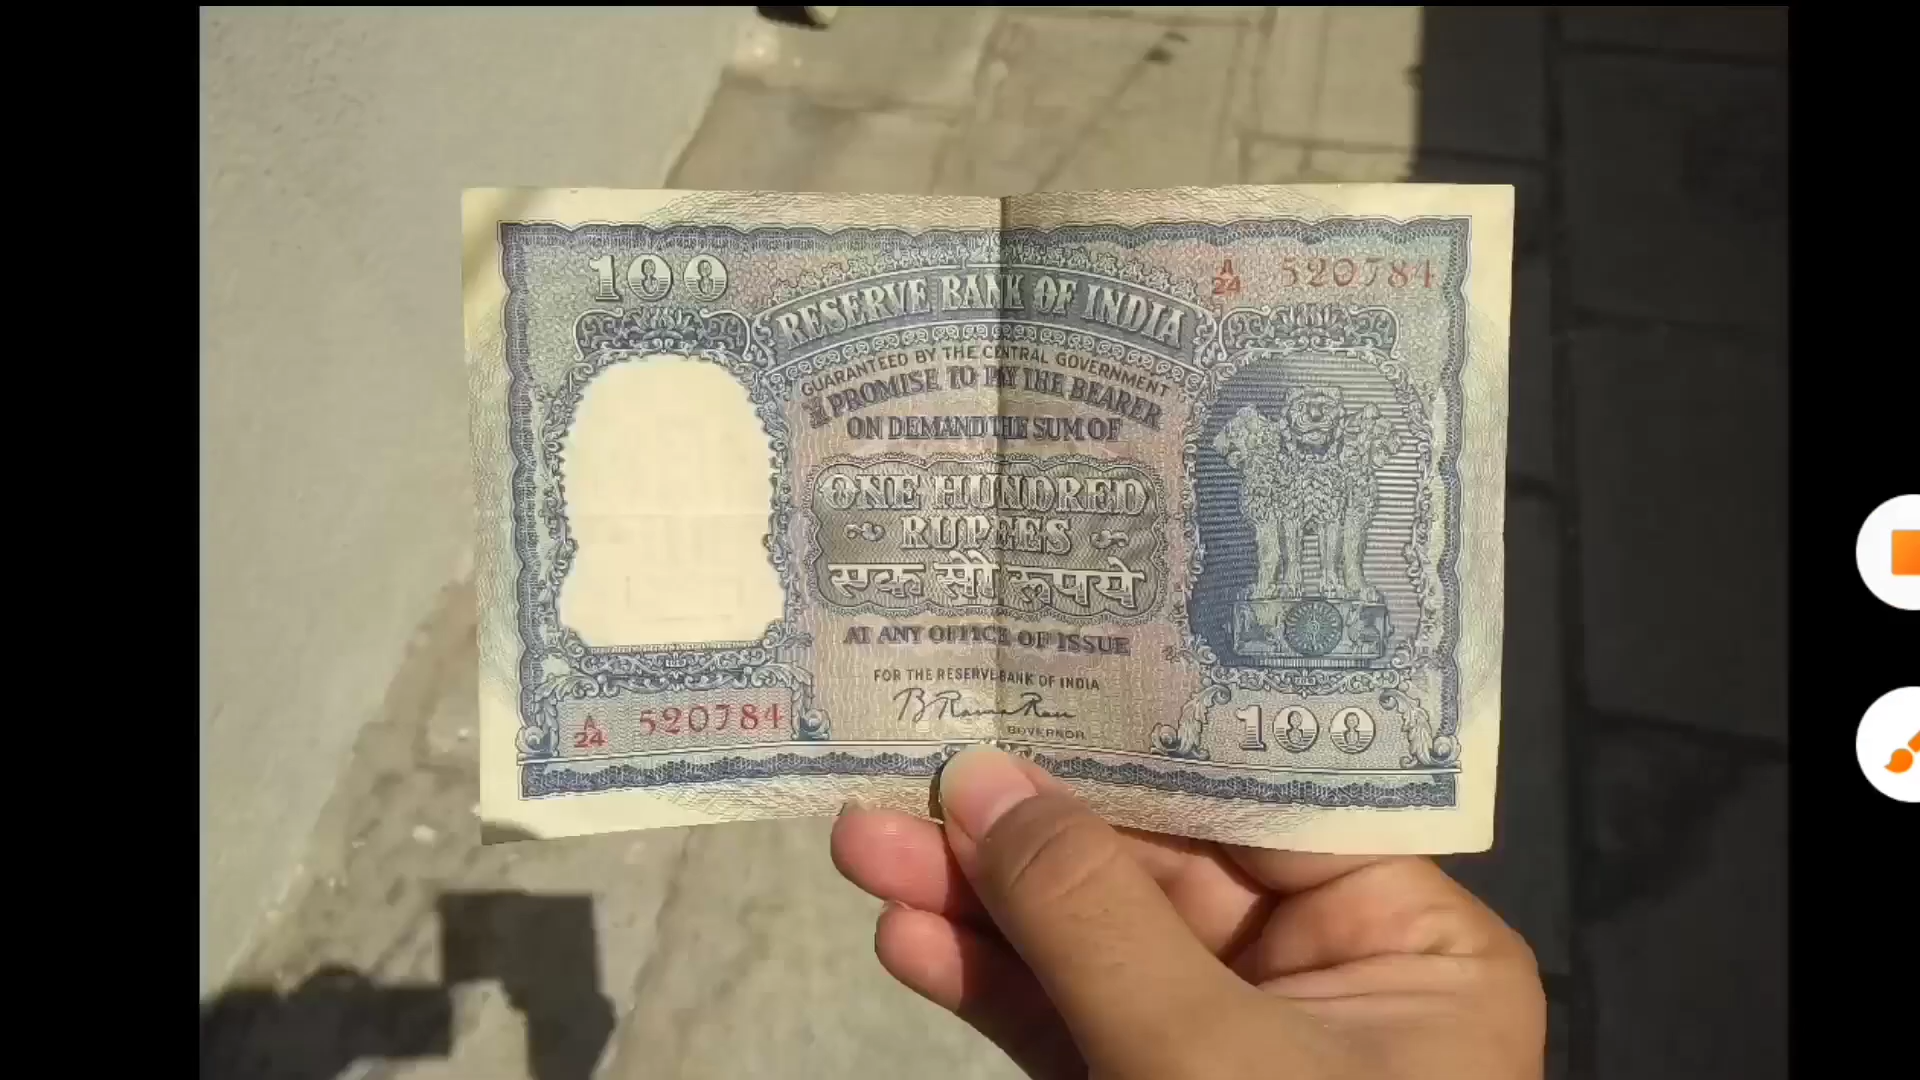 100
A/24 520784
RESERVE BANK OF INDIA
GUARANTEED BY THE CENTRAL GOVERNMENT
I PROMISE TO PAY THE BEARER
ON DEMAND THE SUM OF
ONE HUNDRED
RUPEES
एक सौ रूपये
AT ANY OFFICE OF ISSUE
FOR THE RESERVE BANK OF INDIA
B Rama Rau
GOVERNOR
A/24 520784
100